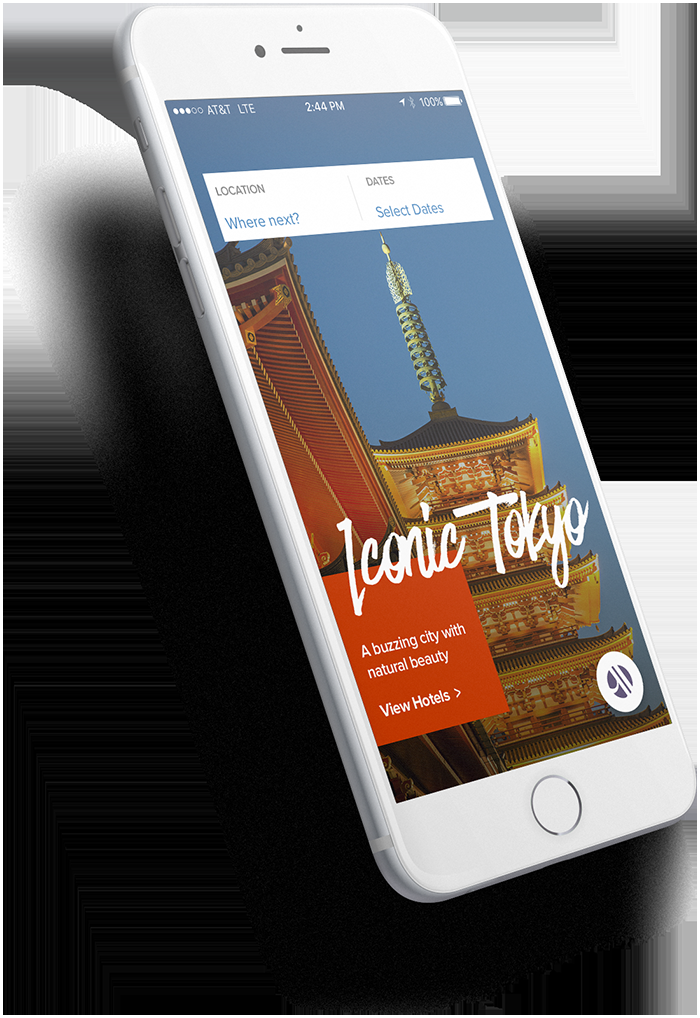 AT&T LTE 2:44 PM 100%
LOCATION DATES
Where next? Select Dates
Iconic Tokyo
A buzzing city with
natural beauty
View Hotels >